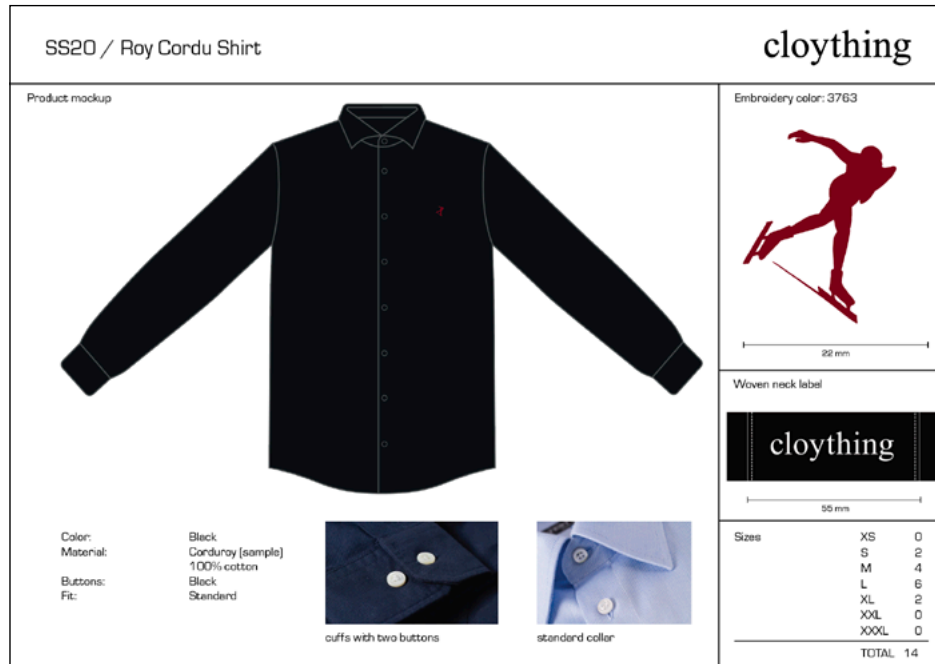 SS20 / Roy Cordu Shirt
cloything
Product mockup
Embroidery color: 3763
22 mm
Woven neck label
cloything
55 mm
Color: Black
Material: Corduroy (sample)
100% cotton
Buttons: Black
Fit: Standard
cuffs with two buttons
standard collar
Sizes XS 0
S 2
M 4
L 6
XL 2
XXL 0
XXXL 0
TOTAL 14